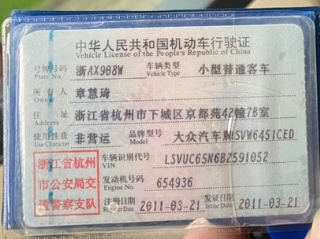 中华人民共和国机动车行驶证
Vehicle License of the People's Republic of China
号牌号码 浙AX908W 车辆类型 小型普通客车
Plate No. Vehicle Type
所有人 章慧琦
Owner
住址 浙江省杭州市下城区京都苑42幢7B室
Address
使用性质 非营运 品牌型号 大众汽车牌SVW6451CED
Model
浙江省杭州 车辆识别代号 LSVUC65N6B2591052
VIN
市公安局交 发动机号码 654936
Engine No.
通警察支队 注册日期 2011-03-21 发证日期 2011-03-21
Register Date Issue Date